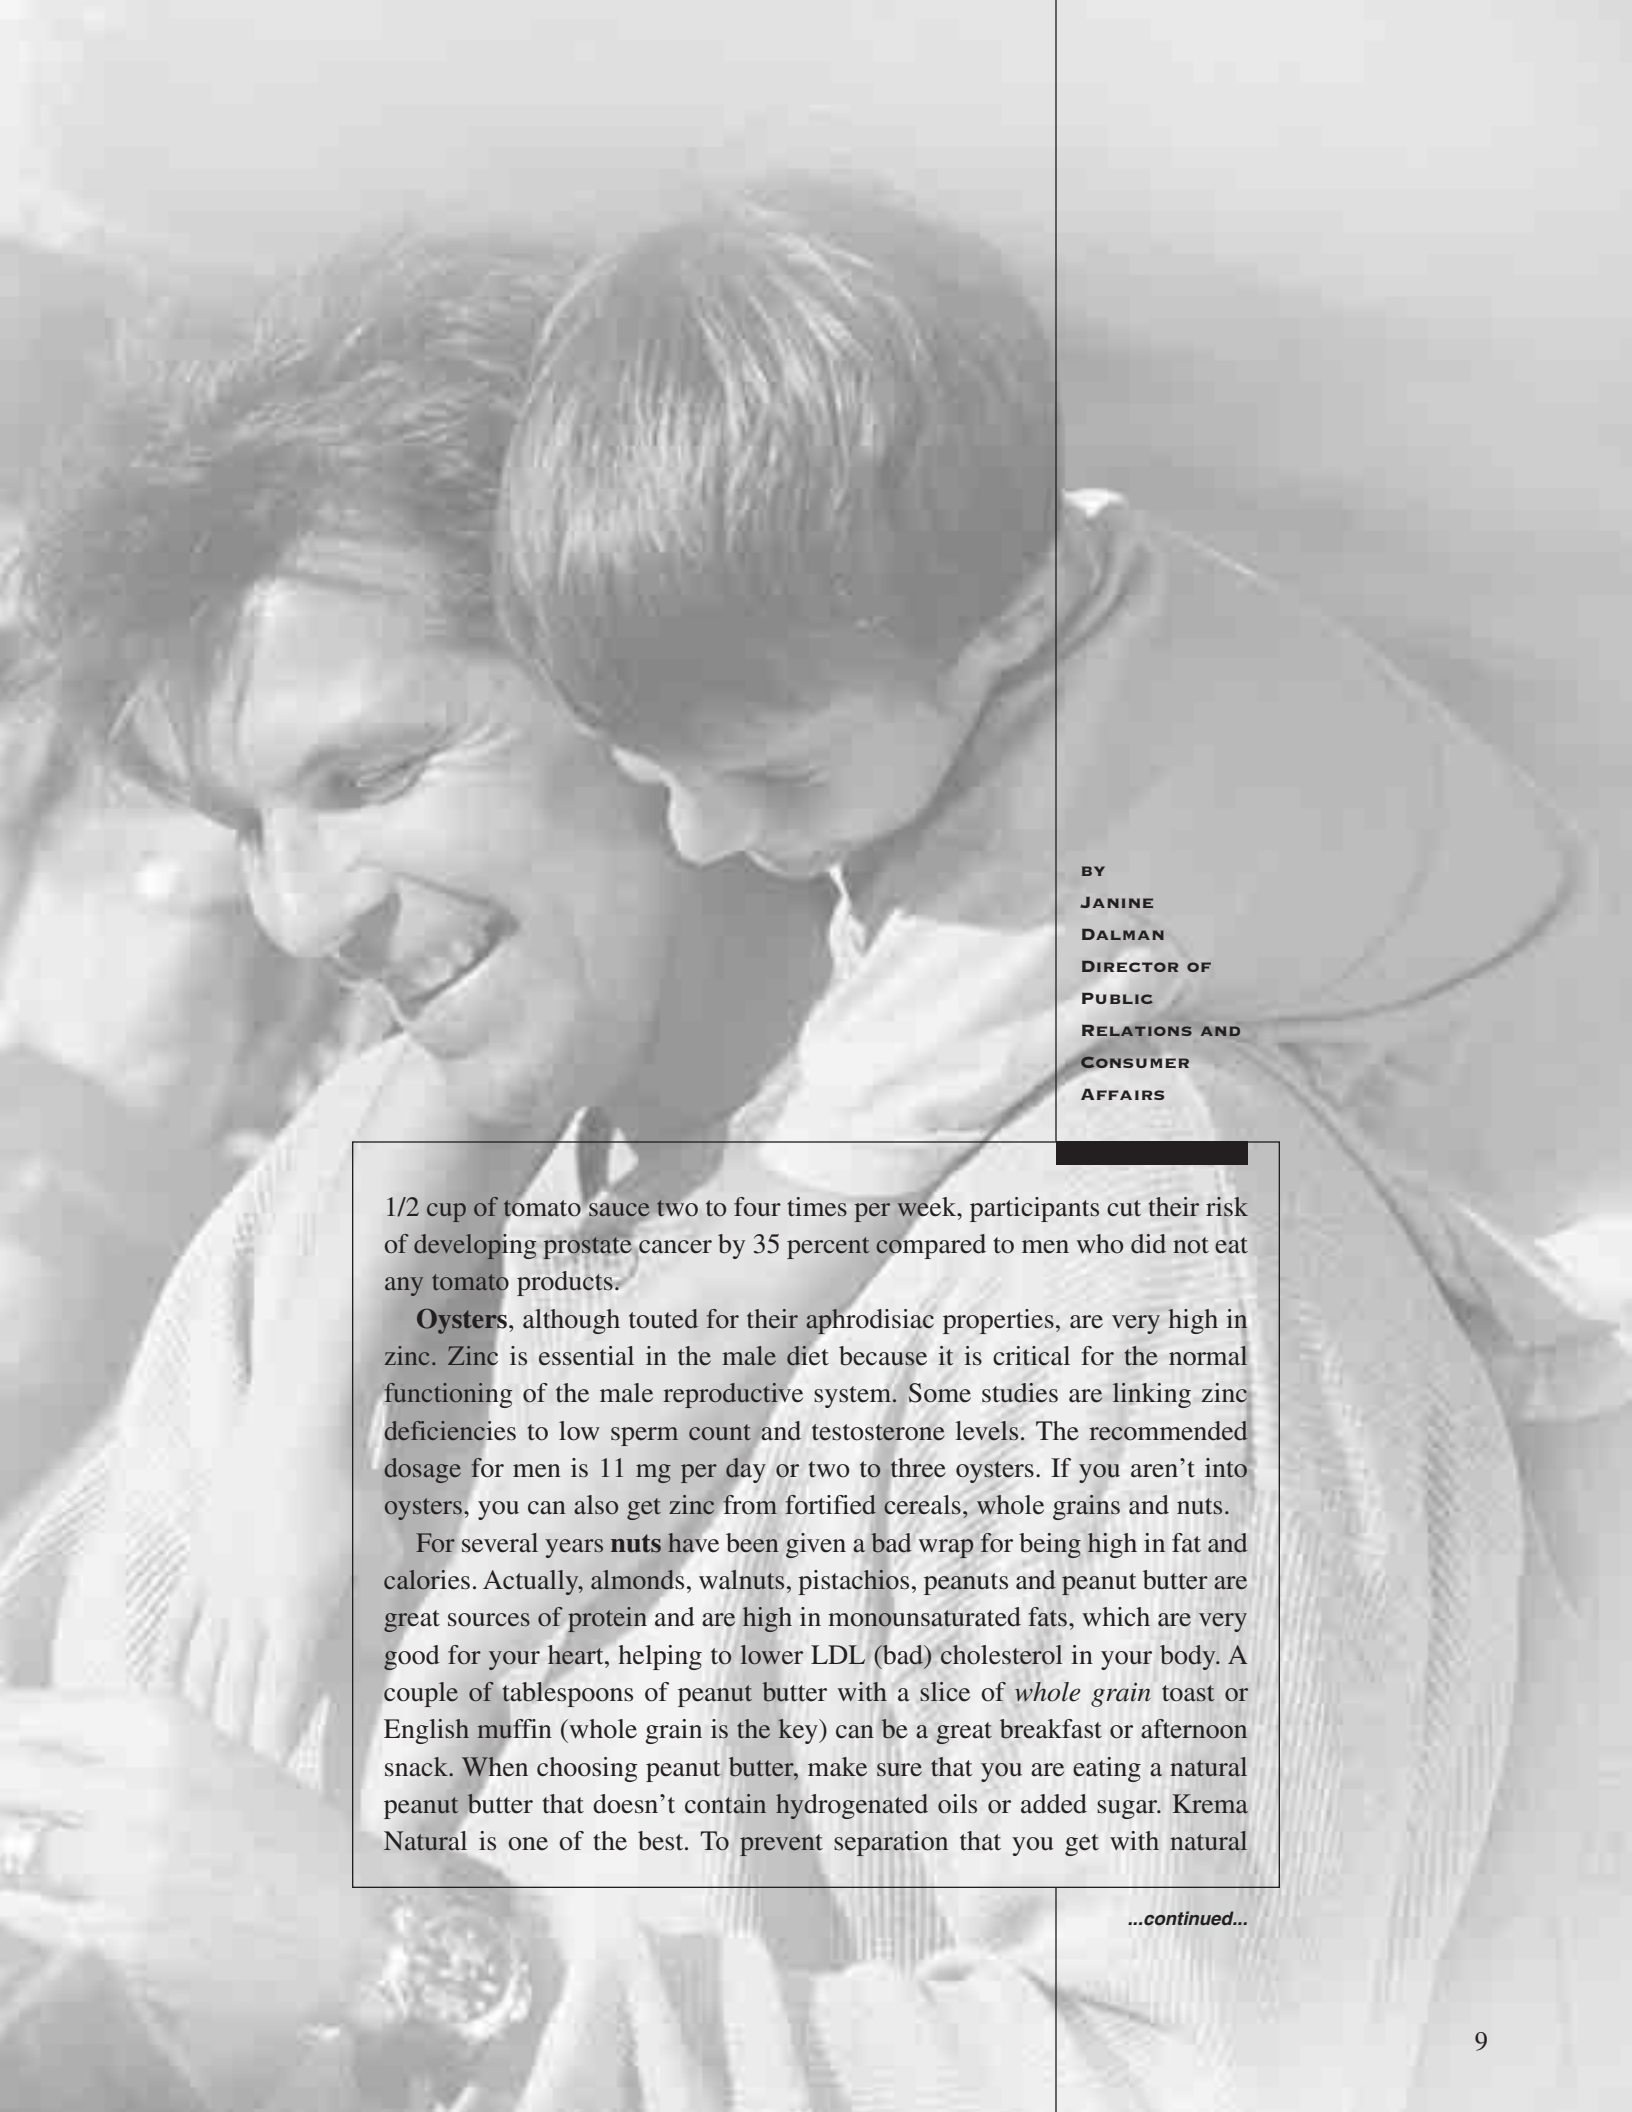 BY
JANINE
DALMAN
DIRECTOR OF
PUBLIC
RELATIONS AND
CONSUMER
AFFAIRS
1/2 cup of tomato sauce two to four times per week, participants cut their risk
of developing prostate cancer by 35 percent compared to men who did not eat
any tomato products.
Oysters, although touted for their aphrodisiac properties, are very high in
zinc. Zinc is essential in the male diet because it is critical for the normal
functioning of the male reproductive system. Some studies are linking zinc
deficiencies to low sperm count and testosterone levels. The recommended
dosage for men is 11 mg per day or two to three oysters. If you aren't into
oysters, you can also get zinc from fortified cereals, whole grains and nuts.
For several years nuts have been given a bad wrap for being high in fat and
calories. Actually, almonds, walnuts, pistachios, peanuts and peanut butter are
great sources of protein and are high in monounsaturated fats, which are very
good for your heart, helping to lower LDL (bad) cholesterol in your body. A
couple of tablespoons of peanut butter with a slice of whole grain toast or
English muffin (whole grain is the key) can be a great breakfast or afternoon
snack. When choosing peanut butter, make sure that you are eating a natural
peanut butter that doesn't contain hydrogenated oils or added sugar. Krema
Natural is one of the best. To prevent separation that you get with natural
...continued...
9